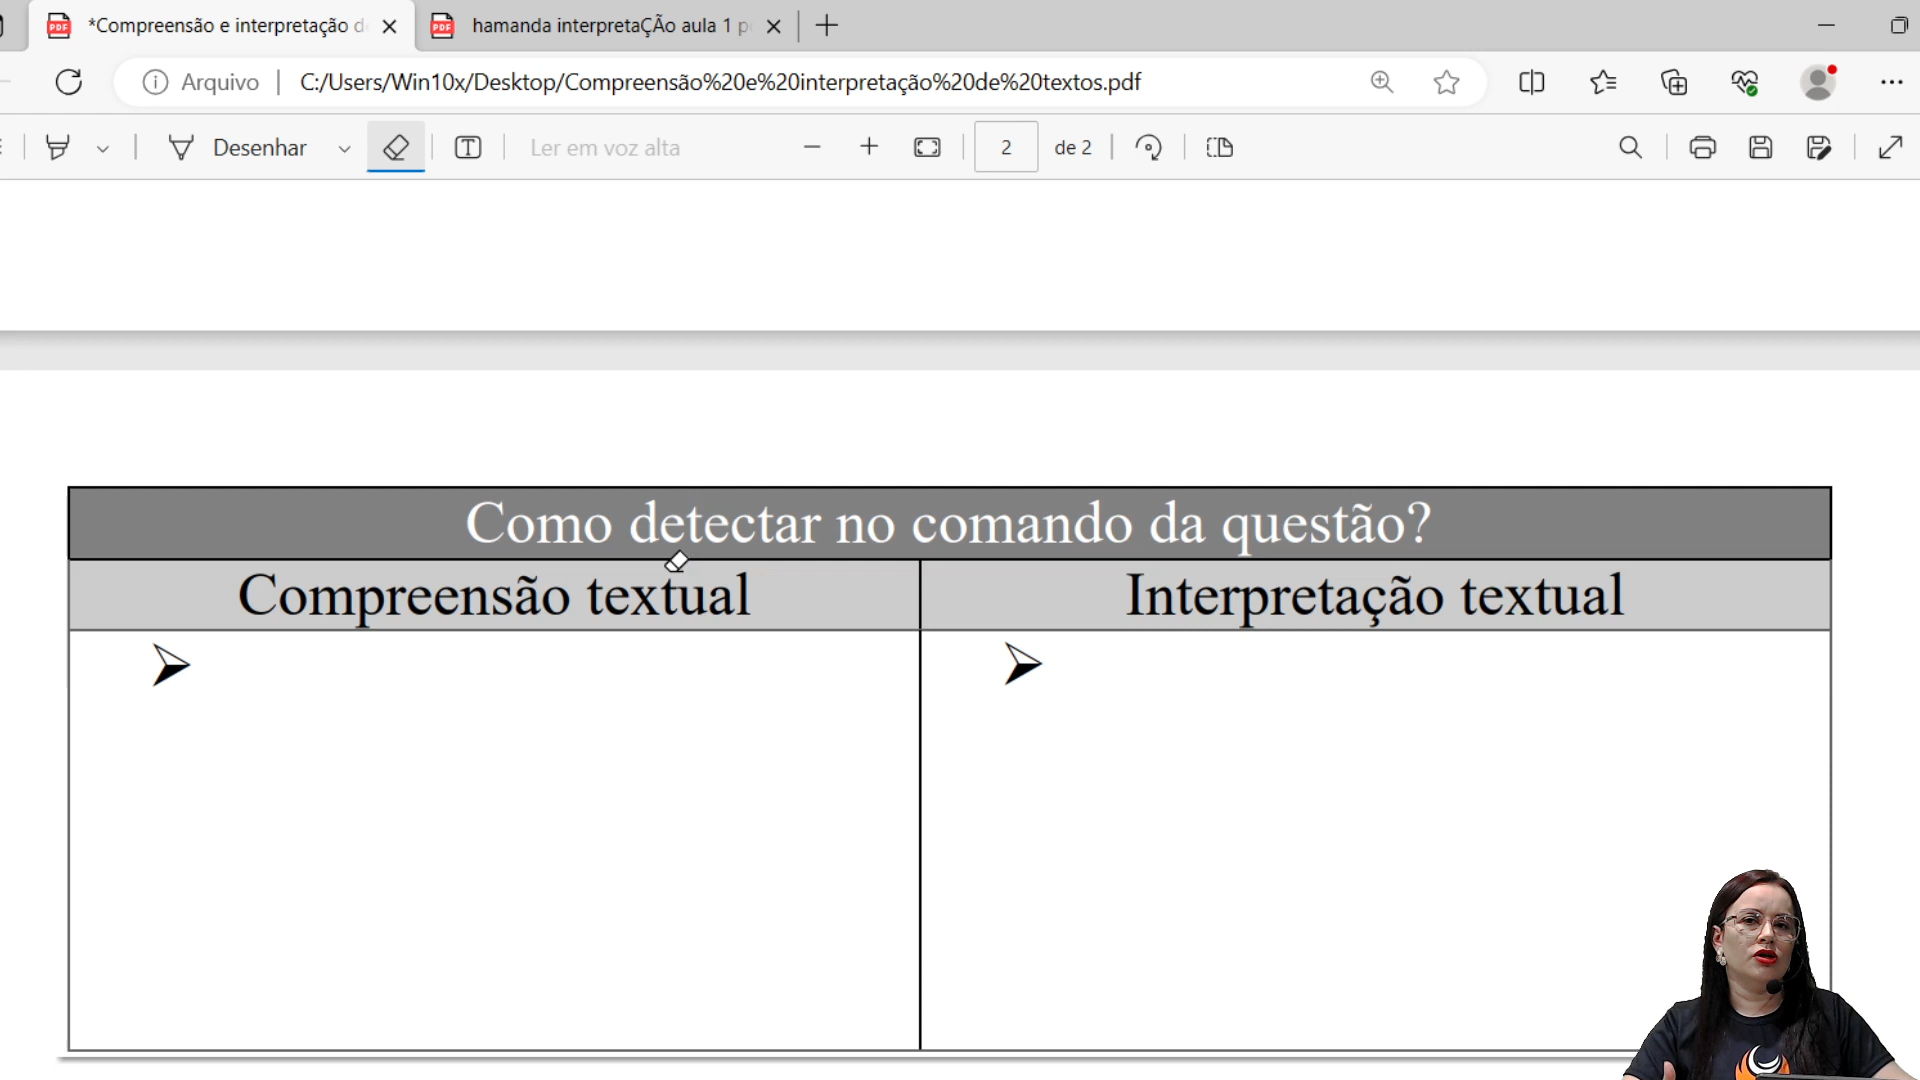 *Compreensão e interpretação d
hamanda interpretaÇÃo aula 1 p
Arquivo
C:/Users/Win10x/Desktop/Compreensão%20e%20interpretação%20de%20textos.pdf
Desenhar
Ler em voz alta
2
de 2
Como detectar no comando da questão?
Compreensão textual
Interpretação textual